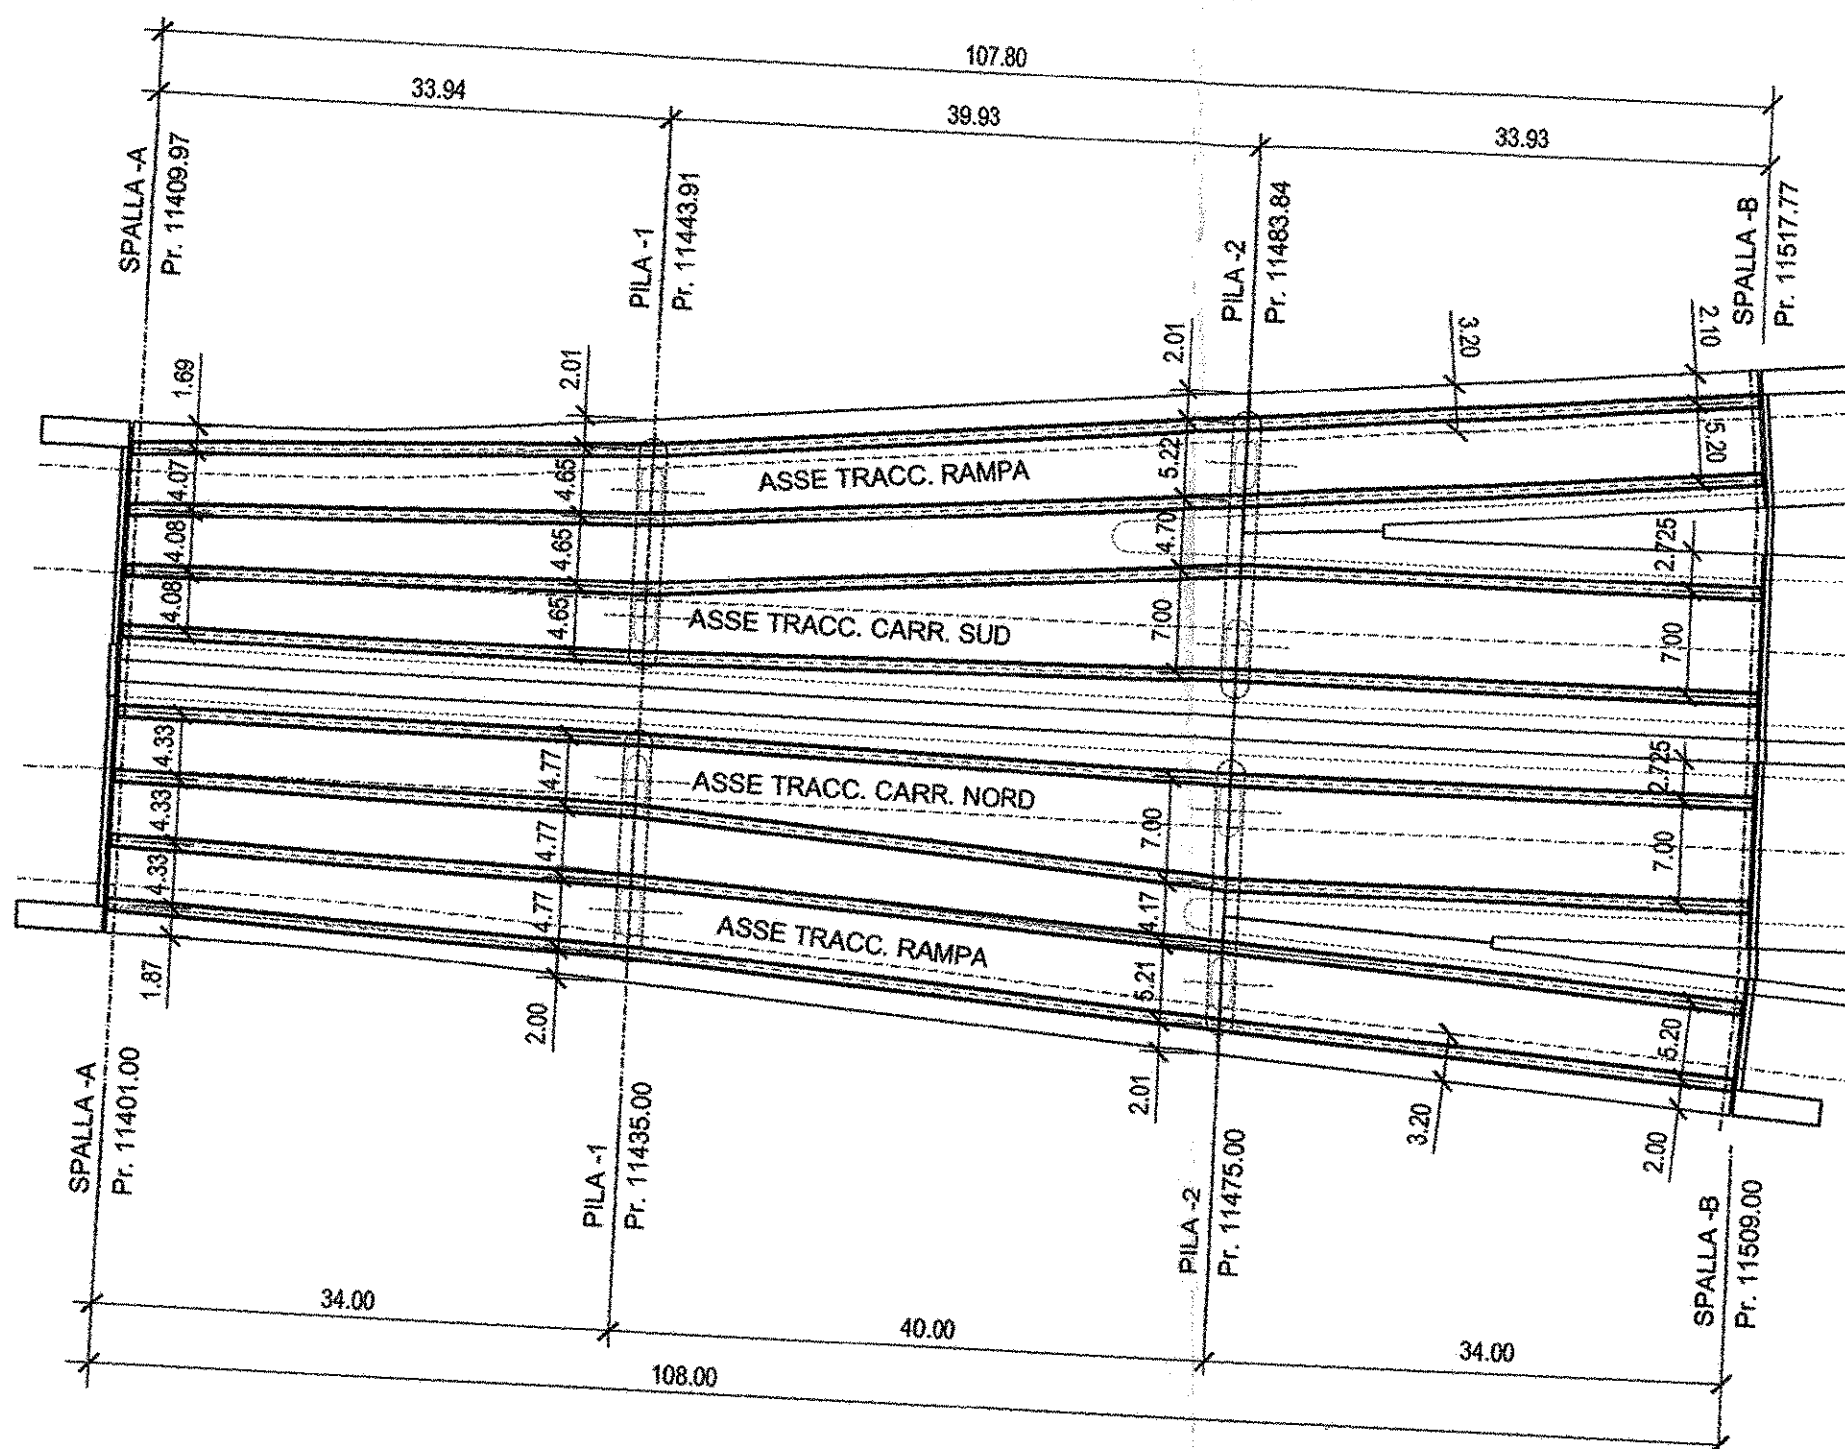 107.80
33.94
39.93
33.93
SPALLA -A
Pr. 11409.97
PILA -1
Pr. 11443.91
PILA -2
Pr. 11483.84
SPALLA -B
Pr. 11517.77
1.69
2.01
2.01
3.20
2.10
4.07
4.65
5.22
5.20
ASSE TRACC. RAMPA
4.08
4.65
4.70
2.725
4.08
4.65
7.00
7.00
ASSE TRACC. CARR. SUD
4.33
4.77
7.00
2.725
ASSE TRACC. CARR. NORD
4.33
4.77
4.17
7.00
4.33
4.77
5.21
5.20
ASSE TRACC. RAMPA
1.87
2.00
2.01
3.20
2.00
SPALLA -A
Pr. 11401.00
PILA -1
Pr. 11435.00
PILA -2
Pr. 11475.00
SPALLA -B
Pr. 11509.00
34.00
40.00
34.00
108.00